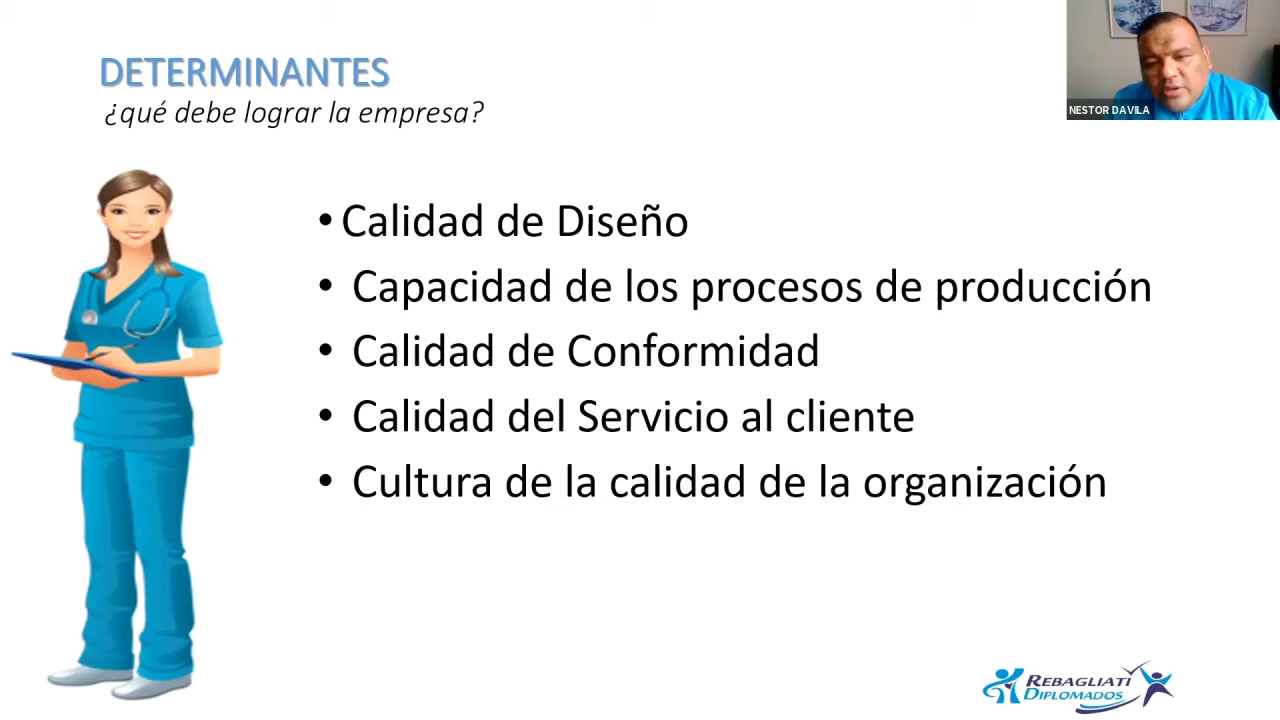 DETERMINANTES
¿qué debe lograr la empresa?
NESTOR DAVILA
• Calidad de Diseño
• Capacidad de los procesos de producción
• Calidad de Conformidad
• Calidad del Servicio al cliente
• Cultura de la calidad de la organización
REBAGLIATI
DIPLOMADOS